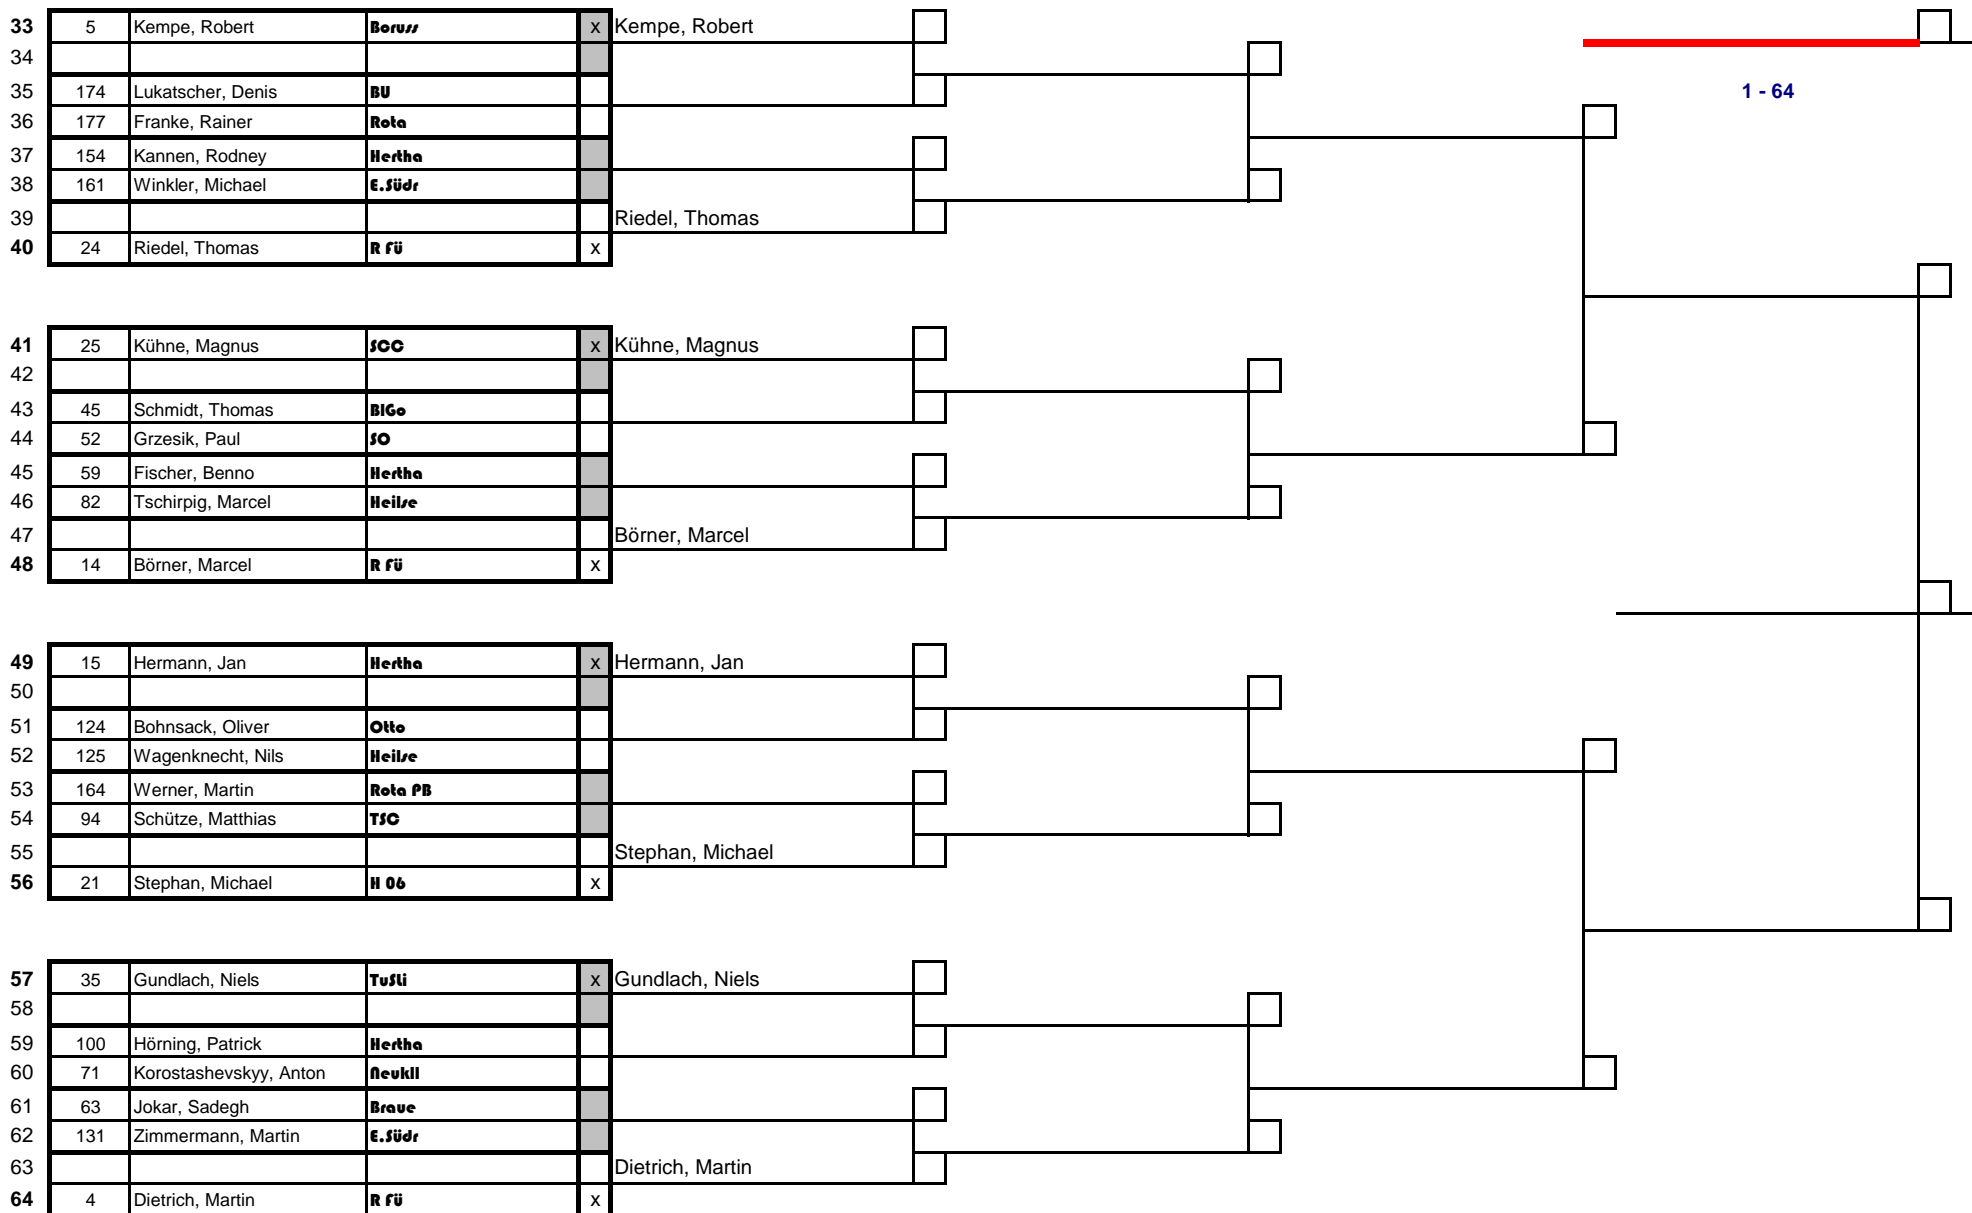 33 5 Kempe, Robert Boruss x Kempe, Robert
34
35 174 Lukatscher, Denis BU 1 - 64
36 177 Franke, Rainer Rota
37 154 Kannen, Rodney Hertha
38 161 Winkler, Michael E.Südr
39 Riedel, Thomas
40 24 Riedel, Thomas R Fü x
41 25 Kühne, Magnus SCC x Kühne, Magnus
42
43 45 Schmidt, Thomas BlGo
44 52 Grzesik, Paul SO
45 59 Fischer, Benno Hertha
46 82 Tschirpig, Marcel Heilse
47 Börner, Marcel
48 14 Börner, Marcel R Fü x
49 15 Hermann, Jan Hertha x Hermann, Jan
50
51 124 Bohnsack, Oliver Otto
52 125 Wagenknecht, Nils Heilse
53 164 Werner, Martin Rota PB
54 94 Schütze, Matthias TSC
55 Stephan, Michael
56 21 Stephan, Michael H 06 x
57 35 Gundlach, Niels TuSLi x Gundlach, Niels
58
59 100 Hörning, Patrick Hertha
60 71 Korostashevskyy, Anton Neukll
61 63 Jokar, Sadegh Braue
62 131 Zimmermann, Martin E.Südr
63 Dietrich, Martin
64 4 Dietrich, Martin R Fü x